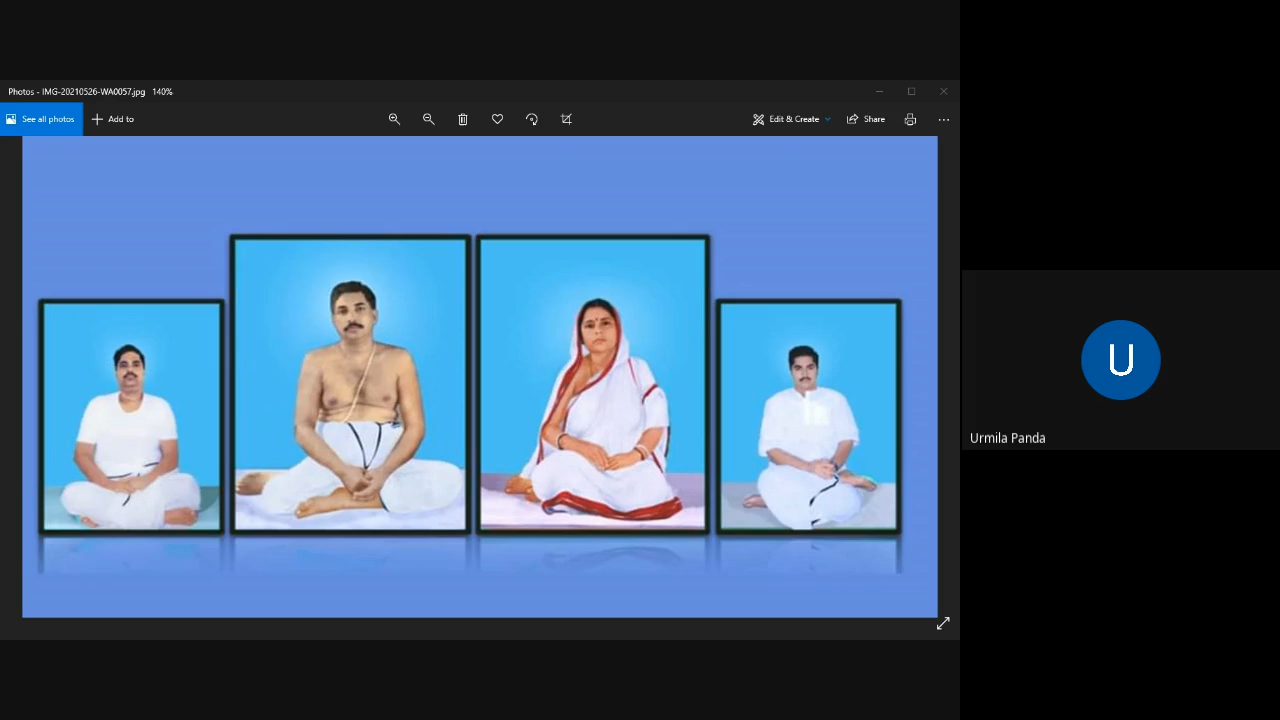 Photos - IMG-20210526-WA0057.jpg 140%
See all photos
Add to
Edit & Create
Share
U
Urmila Panda